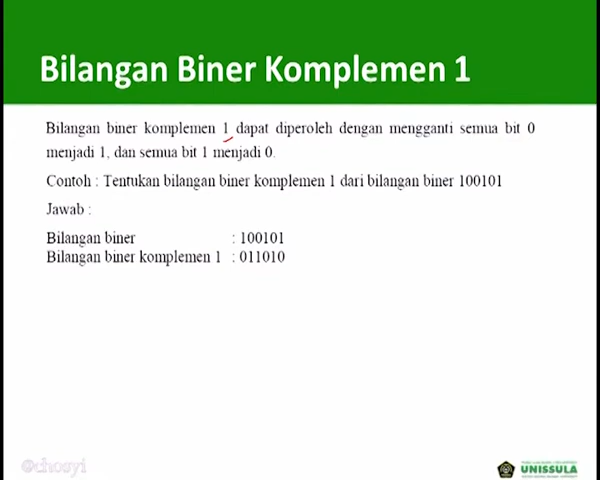 Bilangan Biner Komplemen 1
Bilangan biner komplemen 1 dapat diperoleh dengan mengganti semua bit 0
menjadi 1, dan semua bit 1 menjadi 0.
Contoh : Tentukan bilangan biner komplemen 1 dari bilangan biner 100101
Jawab :
Bilangan biner : 100101
Bilangan biner komplemen 1 : 011010
@chosyi
UNISSULA